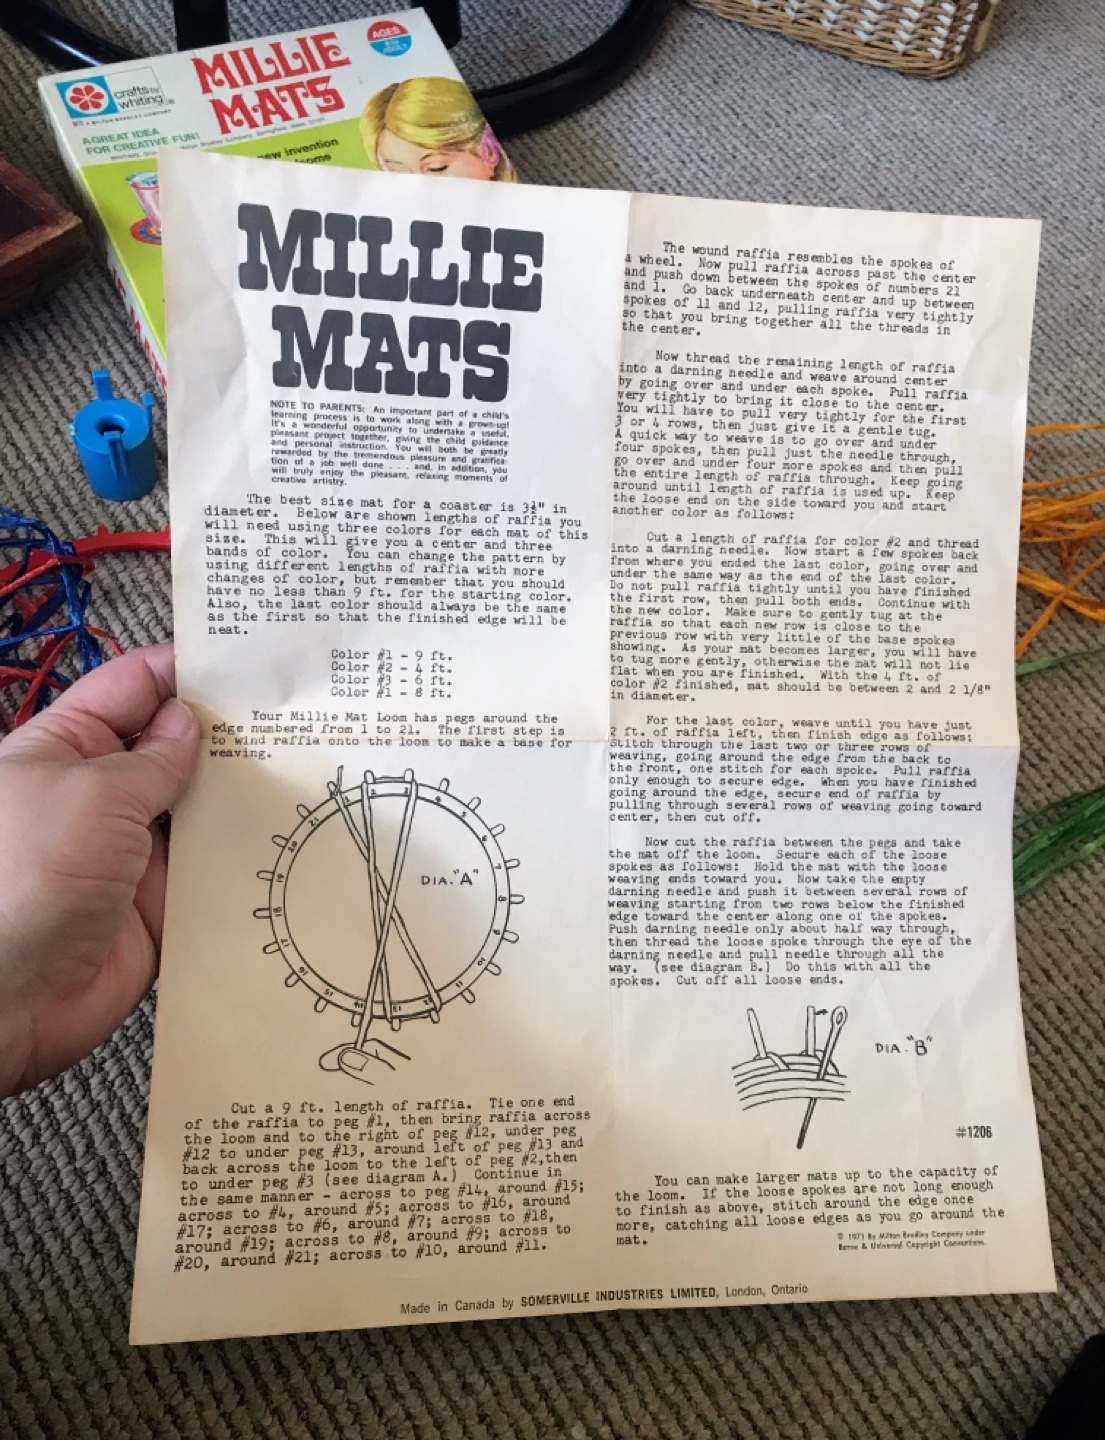 AGES
8 to
ADULT
MILLIE
MATS
crafts by
whiting
MB A MILTON BRADLEY COMPANY
A GREAT IDEA
FOR CREATIVE FUN!
new invention
MILLIE
MATS
NOTE TO PARENTS: An important part of a child's
learning process is to work along with a grown-up!
It's a wonderful opportunity to undertake a useful,
pleasant project together, giving the child guidance
and personal instruction. You will both be greatly
rewarded by the tremendous pleasure and gratifica-
tion of a job well done . . . and, in addition, you
will truly enjoy the pleasant, relaxing moments of
creative artistry.
The best size mat for a coaster is 3½" in
diameter. Below are shown lengths of raffia you
will need using three colors for each mat of this
size. This will give you a center and three
bands of color. You can change the pattern by
using different lengths of raffia with more
changes of color, but remember that you should
have no less than 9 ft. for the starting color.
Also, the last color should always be the same
as the first so that the finished edge will be
neat.
Color #1 - 9 ft.
Color #2 - 4 ft.
Color #3 - 6 ft.
Color #1 - 8 ft.
Your Millie Mat Loom has pegs around the
edge numbered from 1 to 21. The first step is
to wind raffia onto the loom to make a base for
weaving.
1 2 3 4 5 6 7 8 9 10 11 12 13 14 15 16 17 18 19 20 21
DIA. "A"
Cut a 9 ft. length of raffia. Tie one end
of the raffia to peg #1, then bring raffia across
the loom and to the right of peg #12, under peg
#12 to under peg #13, around left of peg #13 and
back across the loom to the left of peg #2, then
to under peg #3 (see diagram A.) Continue in
the same manner - across to peg #14, around #15;
across to #4, around #5; across to #16, around
#17; across to #6, around #7; across to #18,
around #19; across to #8, around #9; across to
#20, around #21; across to #10, around #11.
The wound raffia resembles the spokes of
a wheel. Now pull raffia across past the center
and push down between the spokes of numbers 21
and 1. Go back underneath center and up between
spokes of 11 and 12, pulling raffia very tightly
so that you bring together all the threads in
the center.
Now thread the remaining length of raffia
into a darning needle and weave around center
by going over and under each spoke. Pull raffia
very tightly to bring it close to the center.
You will have to pull very tightly for the first
3 or 4 rows, then just give it a gentle tug.
A quick way to weave is to go over and under
four spokes, then pull just the needle through,
go over and under four more spokes and then pull
the entire length of raffia through. Keep going
around until length of raffia is used up. Keep
the loose end on the side toward you and start
another color as follows:
Cut a length of raffia for color #2 and thread
into a darning needle. Now start a few spokes back
from where you ended the last color, going over and
under the same way as the end of the last color.
Do not pull raffia tightly until you have finished
the first row, then pull both ends. Continue with
the new color. Make sure to gently tug at the
raffia so that each new row is close to the
previous row with very little of the base spokes
showing. As your mat becomes larger, you will have
to tug more gently, otherwise the mat will not lie
flat when you are finished. With the 4 ft. of
color #2 finished, mat should be between 2 and 2 1/8"
in diameter.
For the last color, weave until you have just
2 ft. of raffia left, then finish edge as follows:
Stitch through the last two or three rows of
weaving, going around the edge from the back to
the front, one stitch for each spoke. Pull raffia
only enough to secure edge. When you have finished
going around the edge, secure end of raffia by
pulling through several rows of weaving going toward
center, then cut off.
Now cut the raffia between the pegs and take
the mat off the loom. Secure each of the loose
spokes as follows: Hold the mat with the loose
weaving ends toward you. Now take the empty
darning needle and push it between several rows of
weaving starting from two rows below the finished
edge toward the center along one of the spokes.
Push darning needle only about half way through,
then thread the loose spoke through the eye of the
darning needle and pull needle through all the
way. (see diagram B.) Do this with all the
spokes. Cut off all loose ends.
DIA. "B"
#1206
You can make larger mats up to the capacity of
the loom. If the loose spokes are not long enough
to finish as above, stitch around the edge once
more, catching all loose edges as you go around the
mat.
© 1971 By Milton Bradley Company under
Berne & Universal Copyright Conventions.
Made in Canada by SOMERVILLE INDUSTRIES LIMITED, London, Ontario